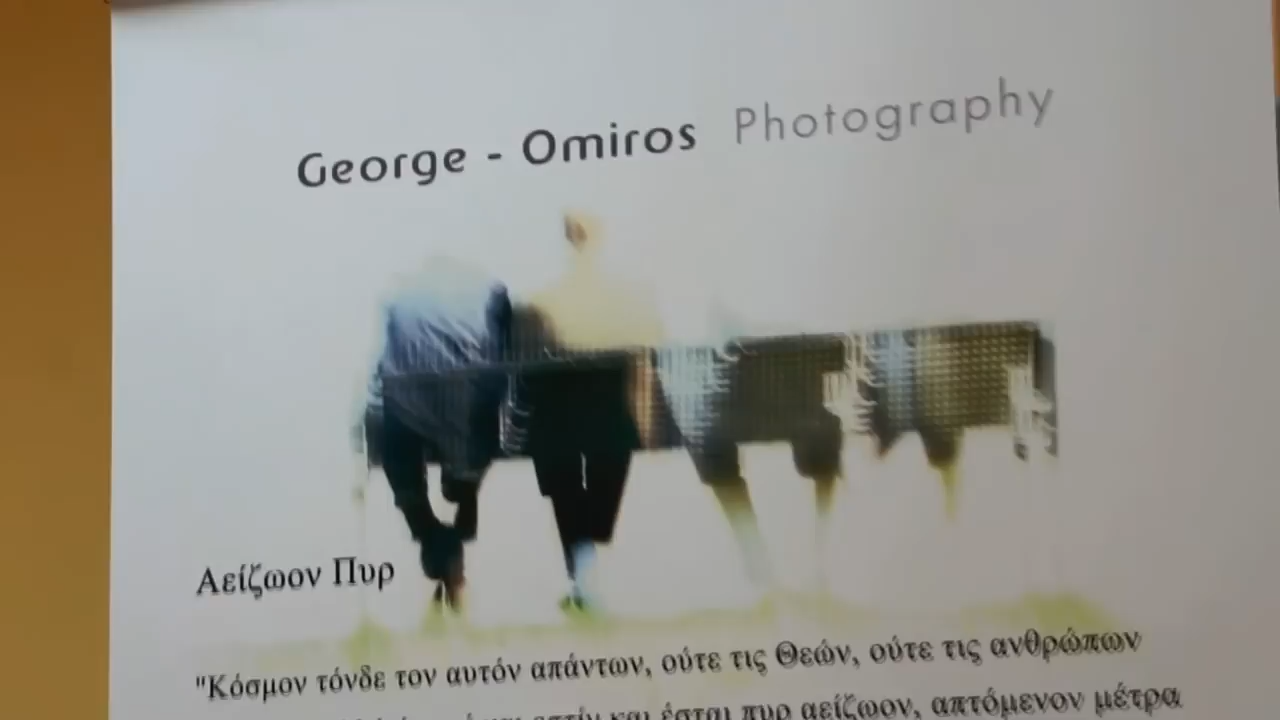 George - Omiros Photography
Αείζωον Πυρ
"Κόσμον τόνδε τον αυτόν απάντων, ούτε τις Θεών, ούτε τις ανθρώπων
εστίν και έσται πυρ αείζωον, απτόμενον μέτρα